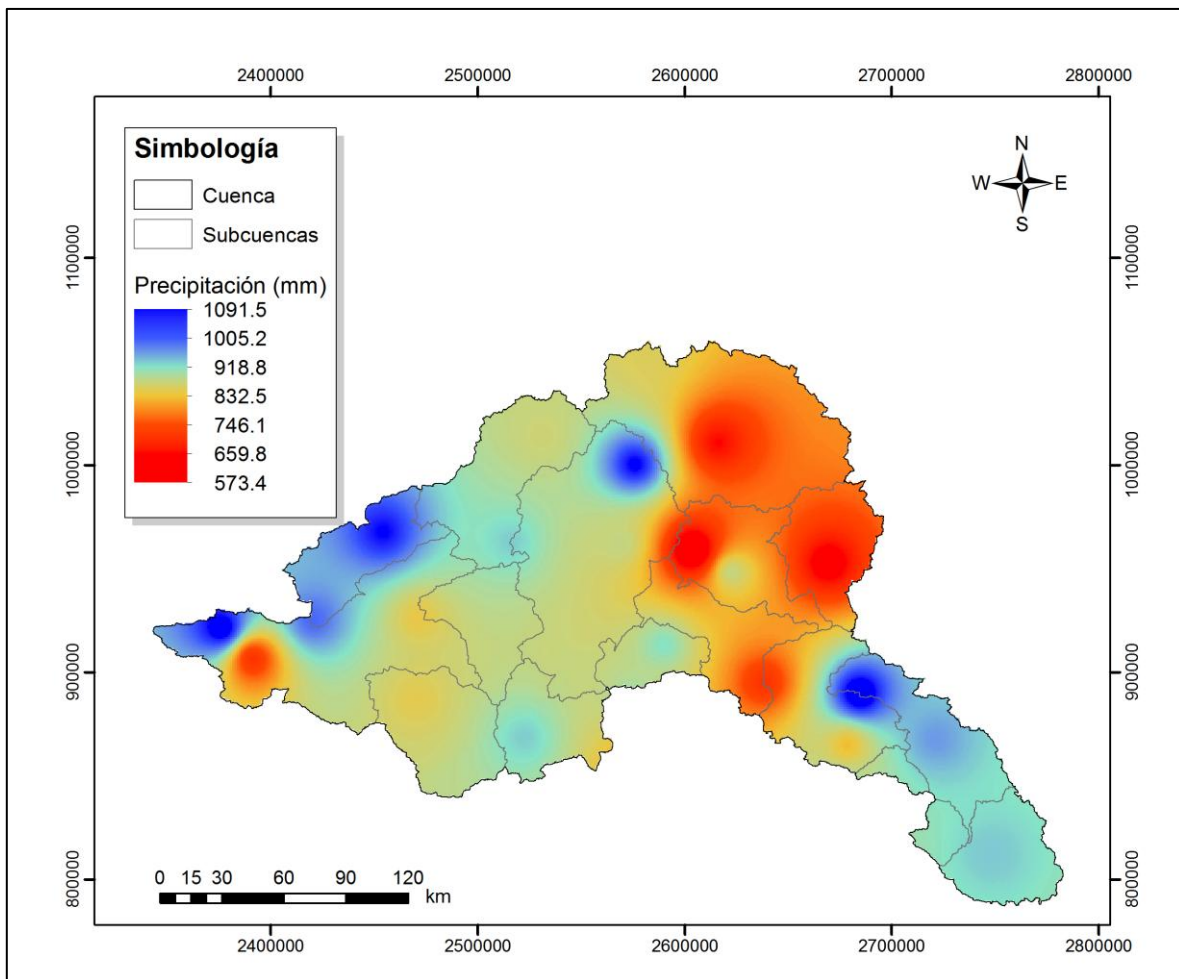 2400000 2500000 2600000 2700000 2800000
Simbología
Cuenca
Subcuencas
Precipitación (mm)
1091.5
1005.2
918.8
832.5
746.1
659.8
573.4
N
W E
S
1100000 1100000
1000000 1000000
900000 900000
800000 800000
0 15 30 60 90 120
km
2400000 2500000 2600000 2700000 2800000